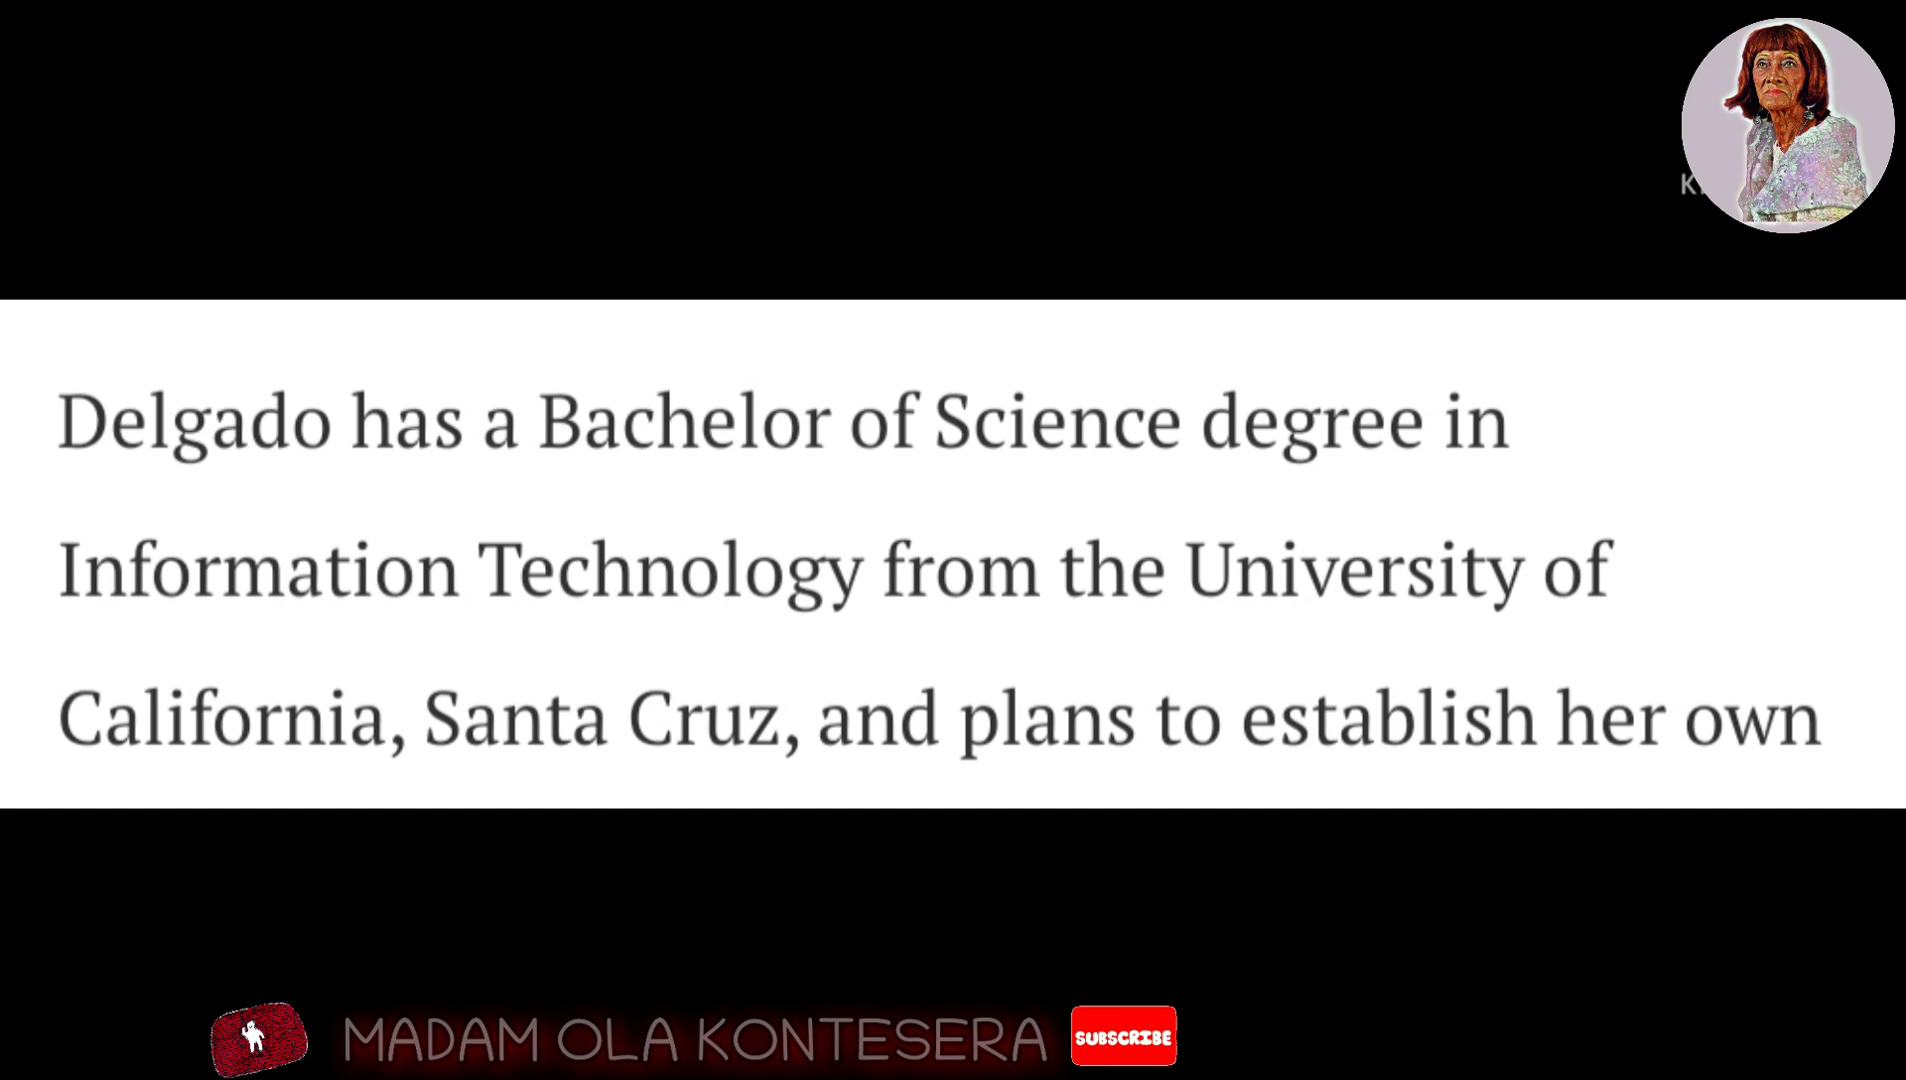 Delgado has a Bachelor of Science degree in
Information Technology from the University of
California, Santa Cruz, and plans to establish her own
MADAM OLA KONTESERA
SUBSCRIBE